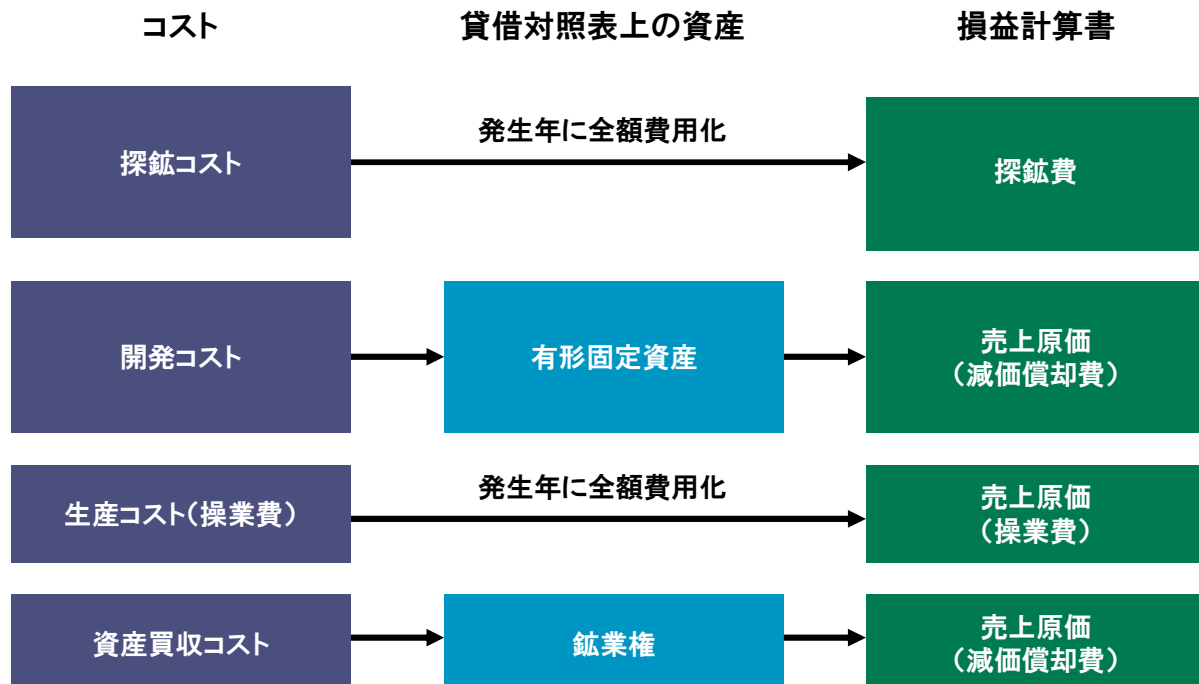 コスト
貸借対照表上の資産
損益計算書
探鉱コスト
発生年に全額費用化
探鉱費
開発コスト
有形固定資産
売上原価
（減価償却費）
生産コスト（操業費）
発生年に全額費用化
売上原価
（操業費）
資産買収コスト
鉱業権
売上原価
（減価償却費）